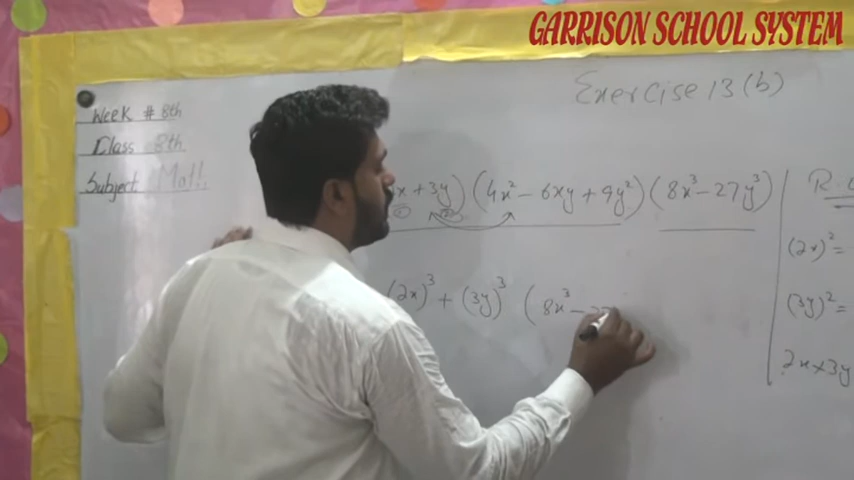 GARRISON SCHOOL SYSTEM
Exercise 13 (b)
Week # 8th
Class 8th
Subject Math
x + 3y) (4x² - 6xy + 9y²) (8x³ - 27y³)
(2x)³ + (3y)³ (8x³ - 27
(2x)² =
(3y)² =
2x × 3y